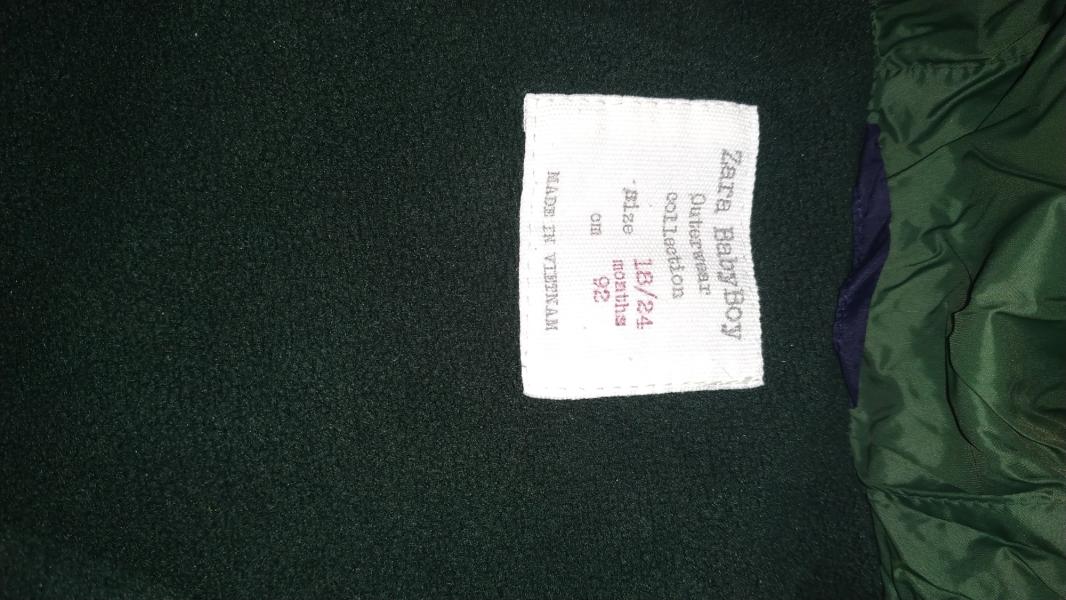 Zara BabyBoy
Outerwear
collection
size 18/24
months
cm 92
MADE IN VIETNAM